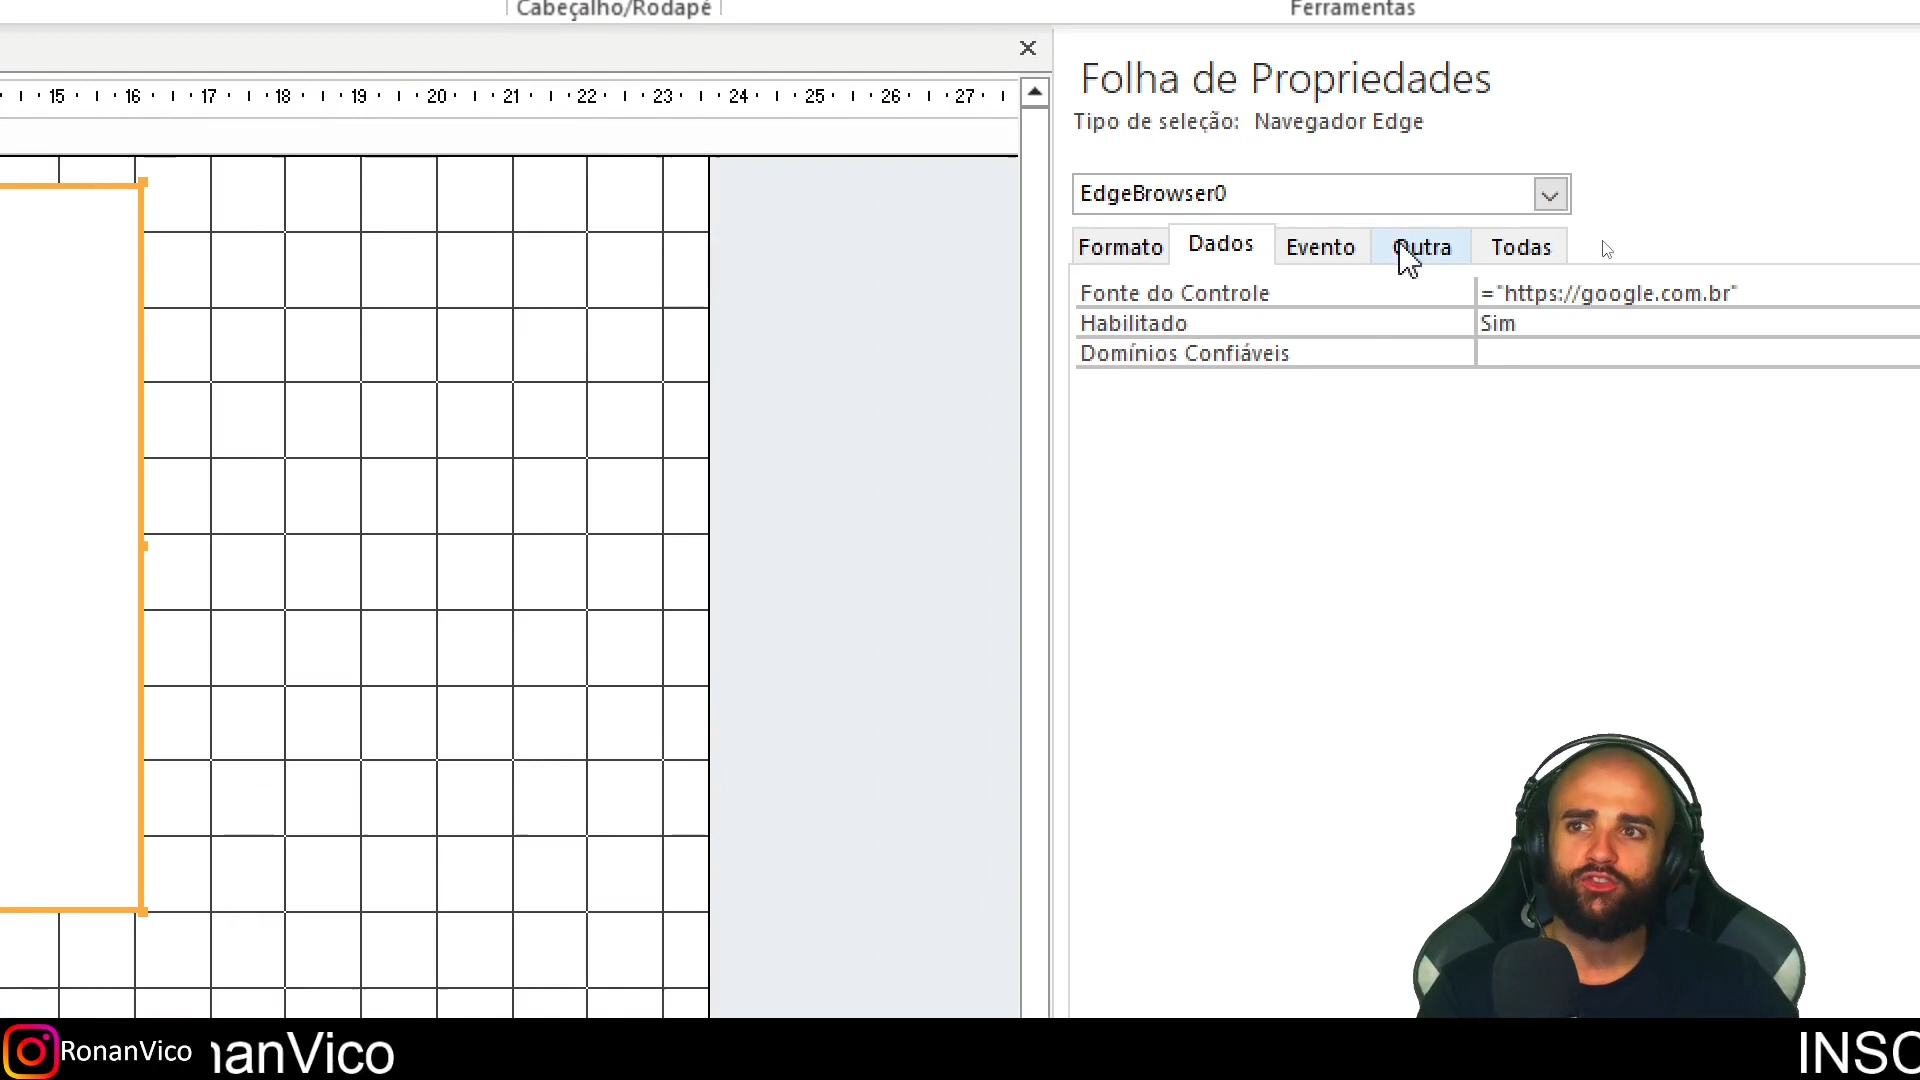 Cabeçalho/Rodapé
Ferramentas
15 16 17 18 19 20 21 22 23 24 25 26 27
Folha de Propriedades
Tipo de seleção: Navegador Edge
EdgeBrowser0
Formato Dados Evento Outra Todas
Fonte do Controle ="https://google.com.br"
Habilitado Sim
Domínios Confiáveis
RonanVico nanVico INSC